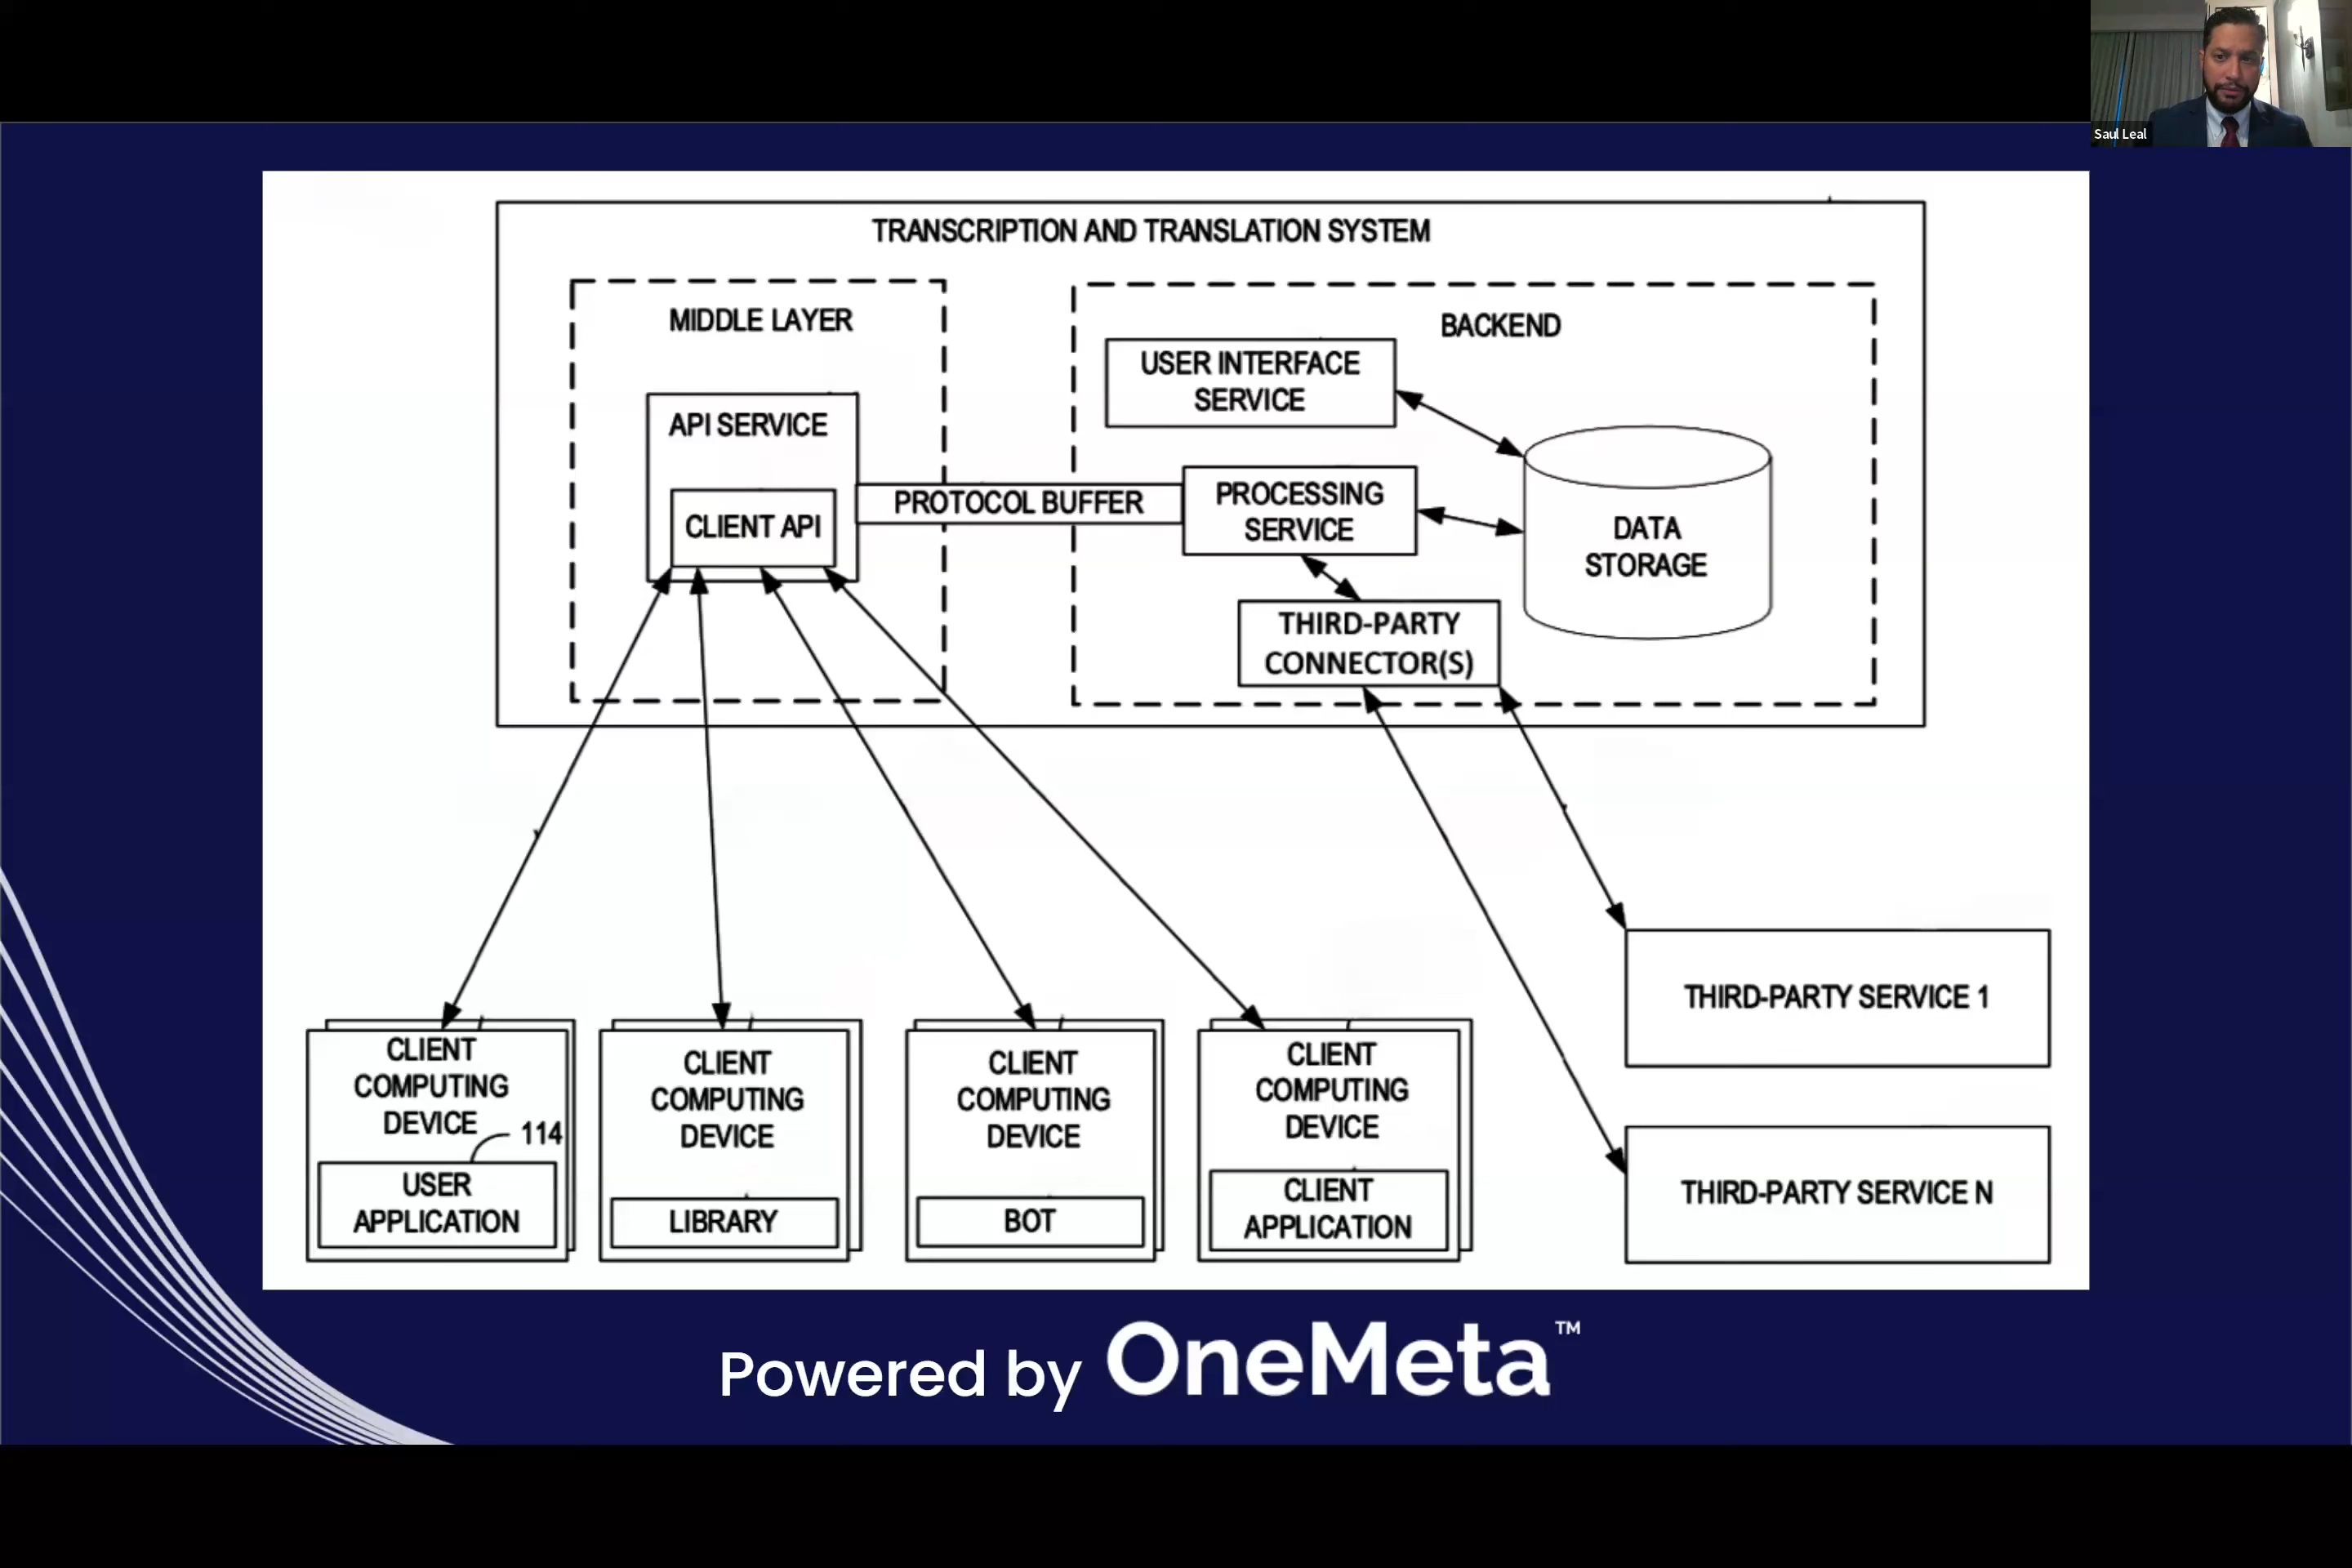 Saul Leal
TRANSCRIPTION AND TRANSLATION SYSTEM
MIDDLE LAYER
API SERVICE
CLIENT API
PROTOCOL BUFFER
BACKEND
USER INTERFACE
SERVICE
PROCESSING
SERVICE
DATA
STORAGE
THIRD-PARTY
CONNECTOR(S)
CLIENT
COMPUTING
DEVICE
114
USER
APPLICATION
CLIENT
COMPUTING
DEVICE
LIBRARY
CLIENT
COMPUTING
DEVICE
BOT
CLIENT
COMPUTING
DEVICE
CLIENT
APPLICATION
THIRD-PARTY SERVICE 1
THIRD-PARTY SERVICE N
Powered by OneMeta™